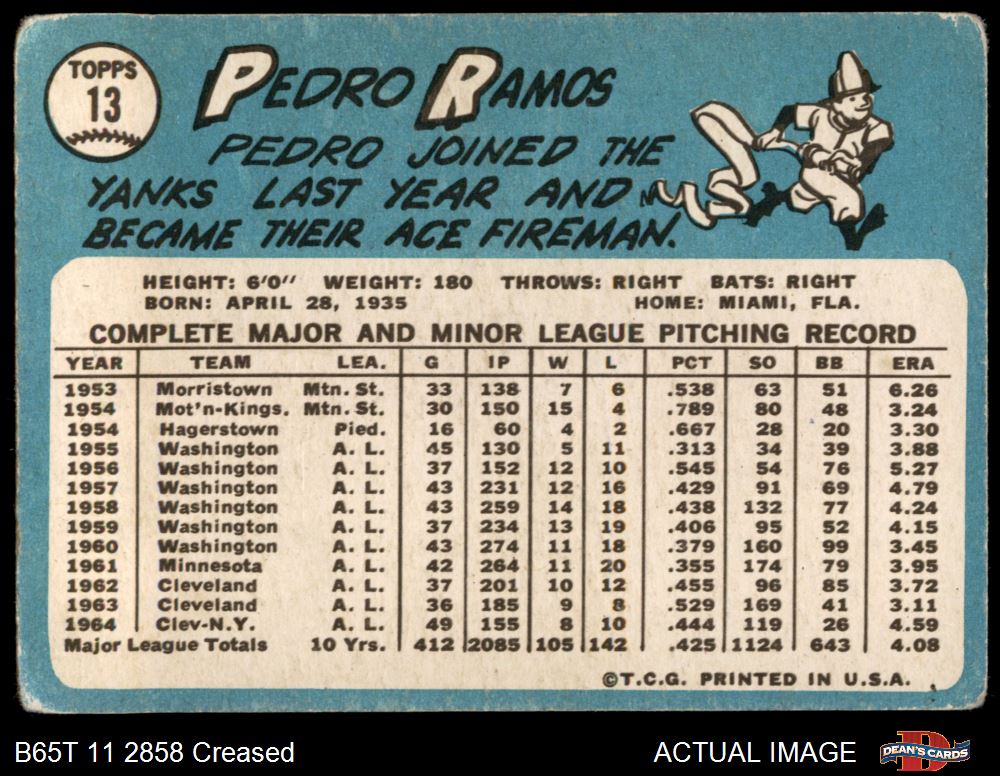 TOPPS
13
PEDRO RAMOS
PEDRO JOINED THE
YANKS LAST YEAR AND
BECAME THEIR ACE FIREMAN.
HEIGHT: 6'0" WEIGHT: 180 THROWS: RIGHT BATS: RIGHT
BORN: APRIL 28, 1935 HOME: MIAMI, FLA.
COMPLETE MAJOR AND MINOR LEAGUE PITCHING RECORD
YEAR TEAM LEA. G IP W L PCT SO BB ERA
1953 Morristown Mtn. St. 33 138 7 6 .538 63 51 6.26
1954 Mot'n-Kings. Mtn. St. 30 150 15 4 .789 80 48 3.24
1954 Hagerstown Pied. 16 60 4 2 .667 28 20 3.30
1955 Washington A. L. 45 130 5 11 .313 34 39 3.88
1956 Washington A. L. 37 152 12 10 .545 54 76 5.27
1957 Washington A. L. 43 231 12 16 .429 91 69 4.79
1958 Washington A. L. 43 259 14 18 .438 132 77 4.24
1959 Washington A. L. 37 234 13 19 .406 95 52 4.15
1960 Washington A. L. 43 274 11 18 .379 160 99 3.45
1961 Minnesota A. L. 42 264 11 20 .355 174 79 3.95
1962 Cleveland A. L. 37 201 10 12 .455 96 85 3.72
1963 Cleveland A. L. 36 185 9 8 .529 169 41 3.11
1964 Clev-N.Y. A. L. 49 155 8 10 .444 119 26 4.59
Major League Totals 10 Yrs. 412 2085 105 142 .425 1124 643 4.08
©T.C.G. PRINTED IN U.S.A.
B65T 11 2858 Creased
ACTUAL IMAGE
D
DEAN'S CARDS